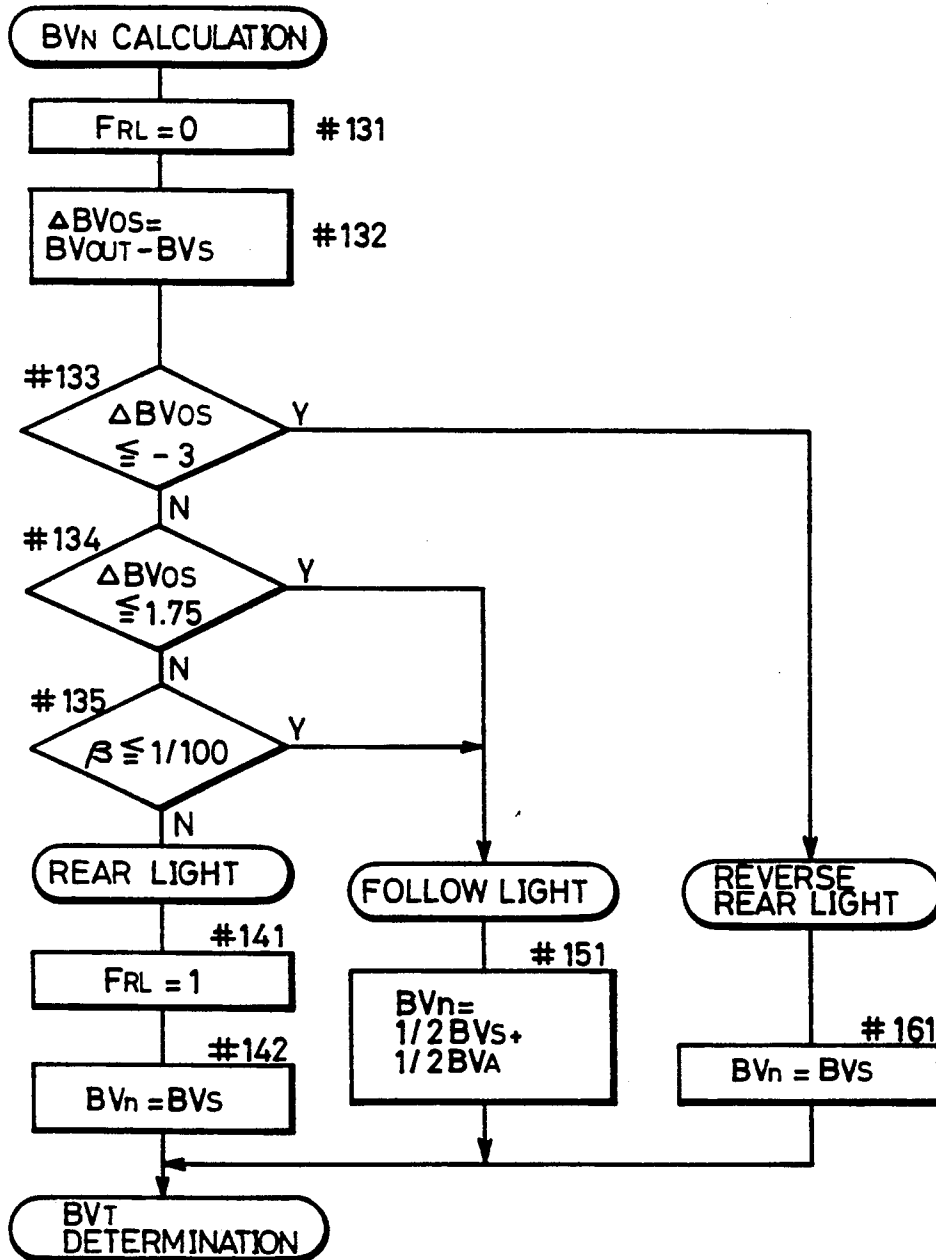 BVN CALCULATION
FRL = 0
#131
ΔBVOS=
BVOUT-BVS
#132
#133
ΔBVOS
≦ -3
Y
N
#134
ΔBVOS
≦1.75
Y
N
#135
β≦1/100
Y
N
REAR LIGHT
FOLLOW LIGHT
REVERSE
REAR LIGHT
#141
FRL = 1
#151
BVn=
1/2BVS+
1/2BVA
#142
BVn=BVS
#161
BVn = BVS
BVT
DETERMINATION